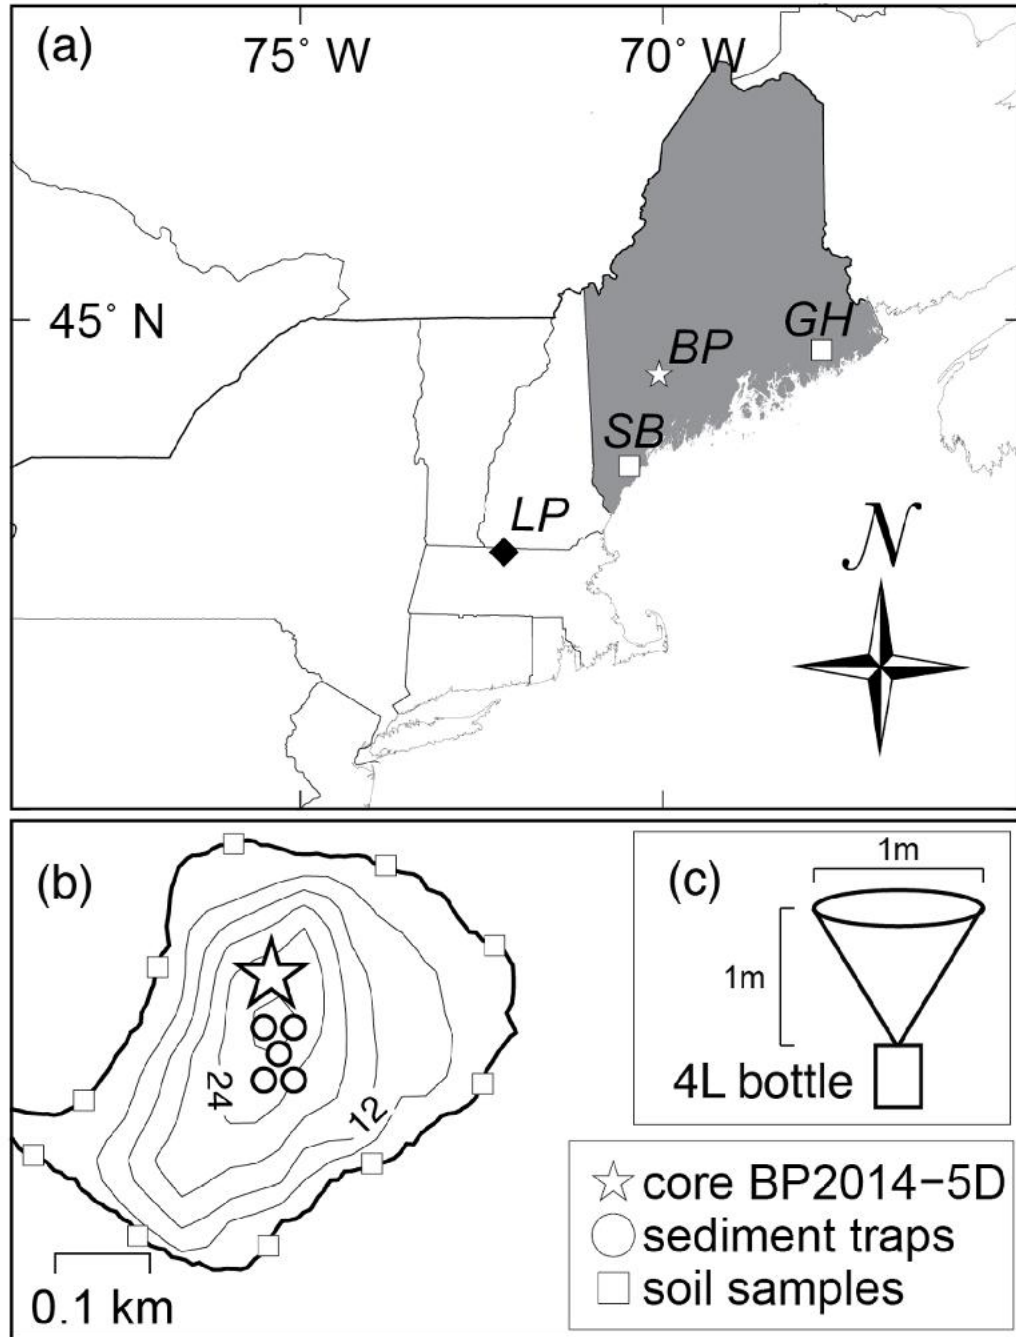 (a)
75° W
70° W
45° N
GH
BP
SB
LP
N
(b)
24
12
0.1 km
(c)
1m
1m
4L bottle
core BP2014−5D
sediment traps
soil samples